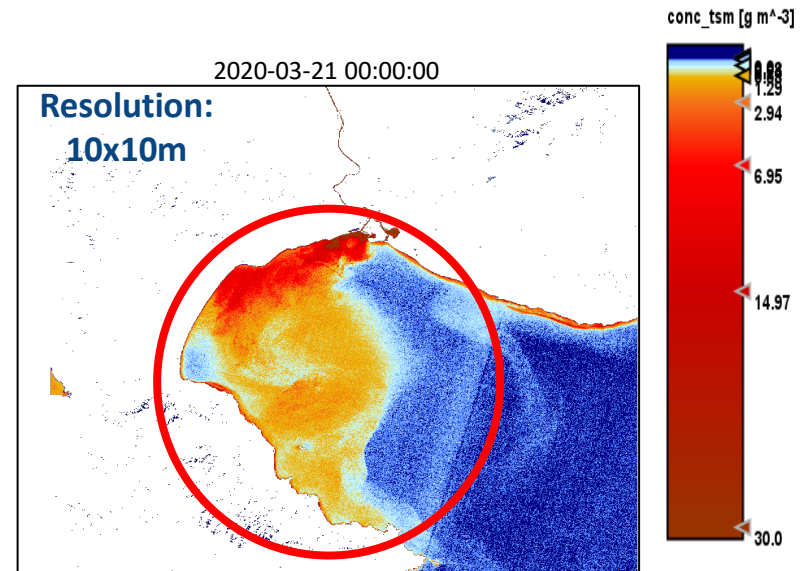 conc_tsm [g m^-3]
2020-03-21 00:00:00
Resolution:
10x10m
1.29
2.94
6.95
14.97
30.0